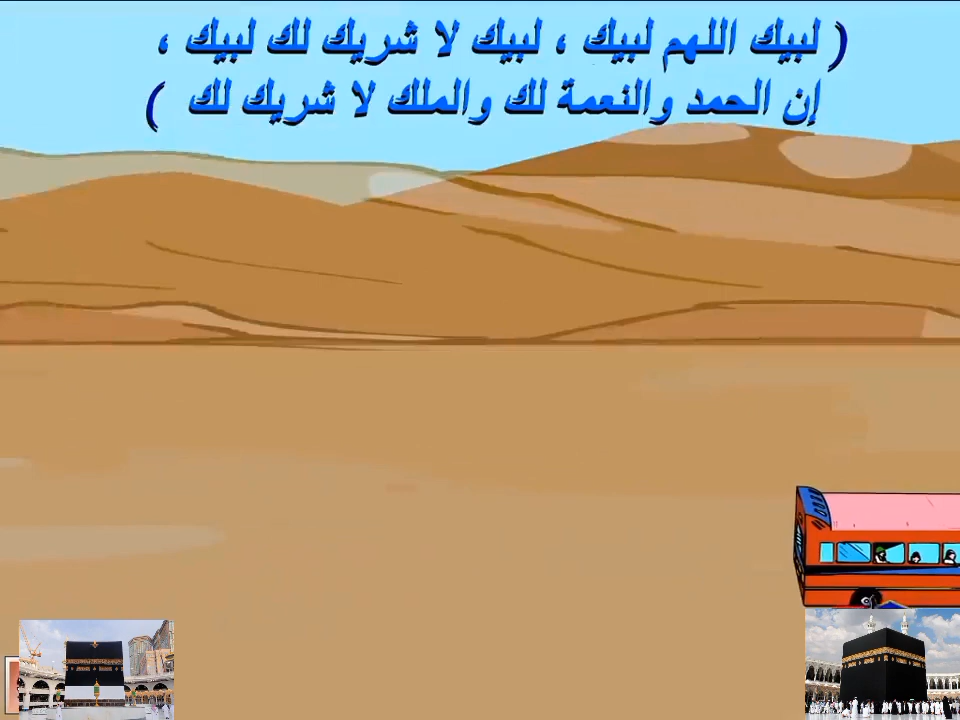 ( لبيك اللهم لبيك ، لبيك لا شريك لك لبيك ،
إن الحمد والنعمة لك والملك لا شريك لك )